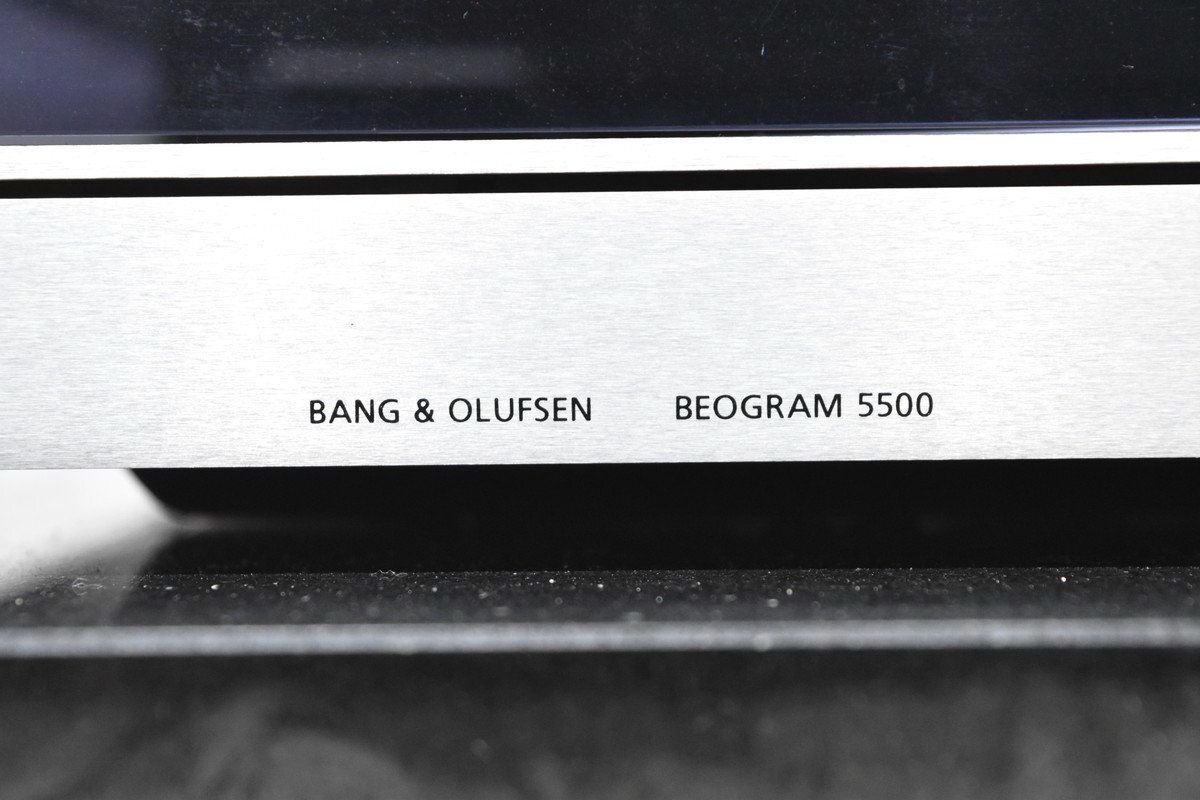 BANG & OLUFSEN BEOGRAM 5500